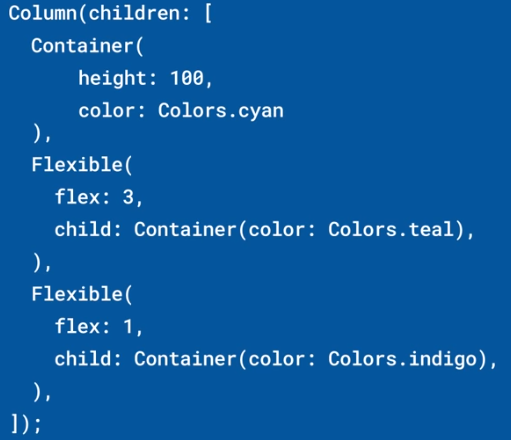 Column(children: [
  Container(
      height: 100,
      color: Colors.cyan
  ),
  Flexible(
    flex: 3,
    child: Container(color: Colors.teal),
  ),
  Flexible(
    flex: 1,
    child: Container(color: Colors.indigo),
  ),
]);